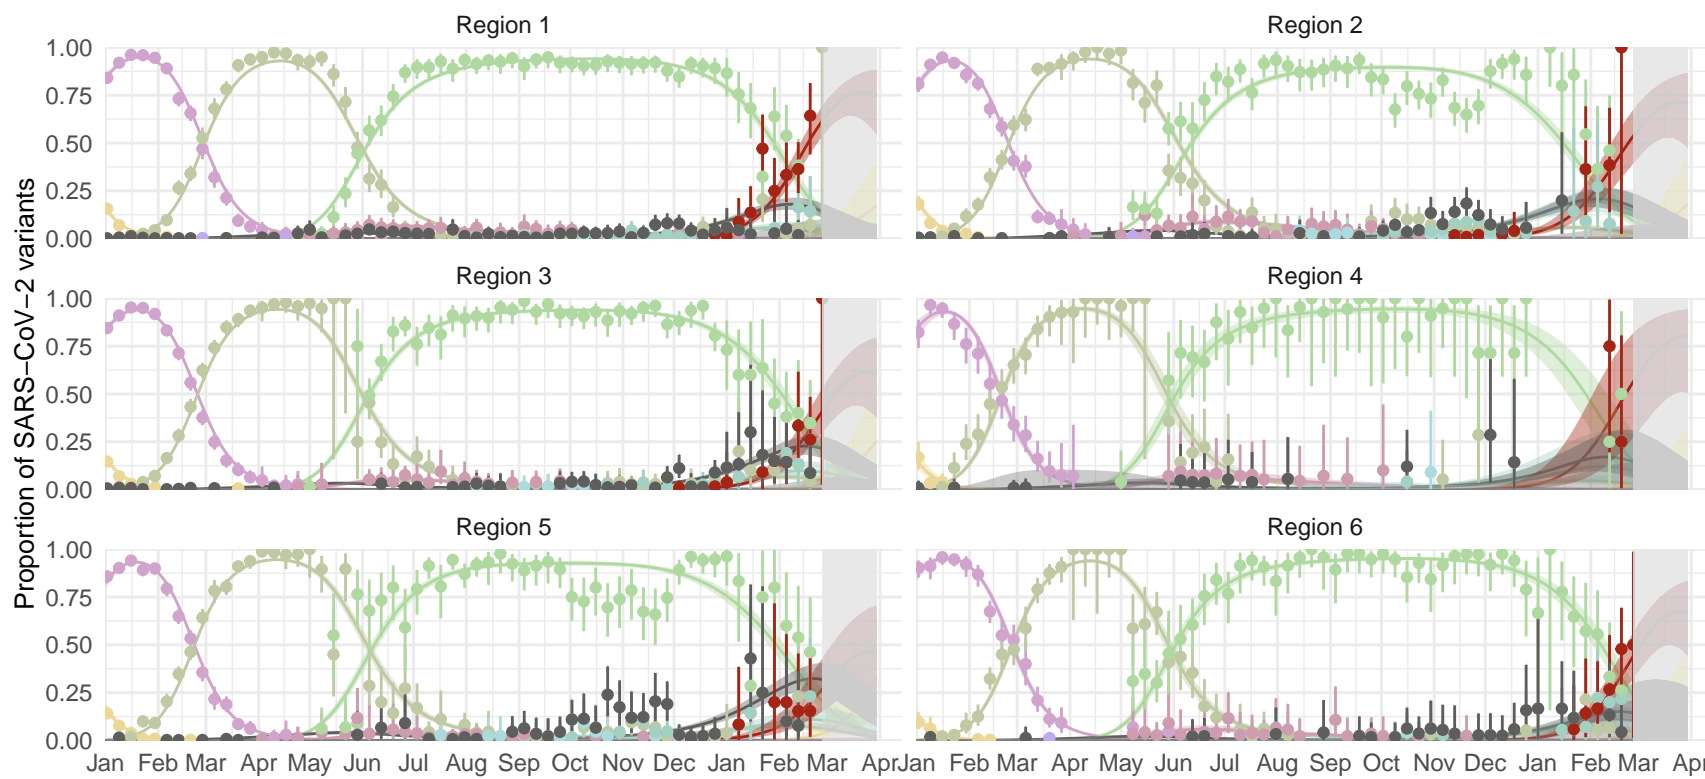 Region 1
Region 2
1.00
0.75
0.50
0.25
0.00
Region 3
Region 4
1.00
0.75
0.50
0.25
0.00
Region 5
Region 6
1.00
0.75
0.50
0.25
0.00
Proportion of SARS−CoV−2 variants
Jan Feb Mar Apr May Jun Jul Aug Sep Oct Nov Dec Jan Feb Mar Apr
Jan Feb Mar Apr May Jun Jul Aug Sep Oct Nov Dec Jan Feb Mar Apr